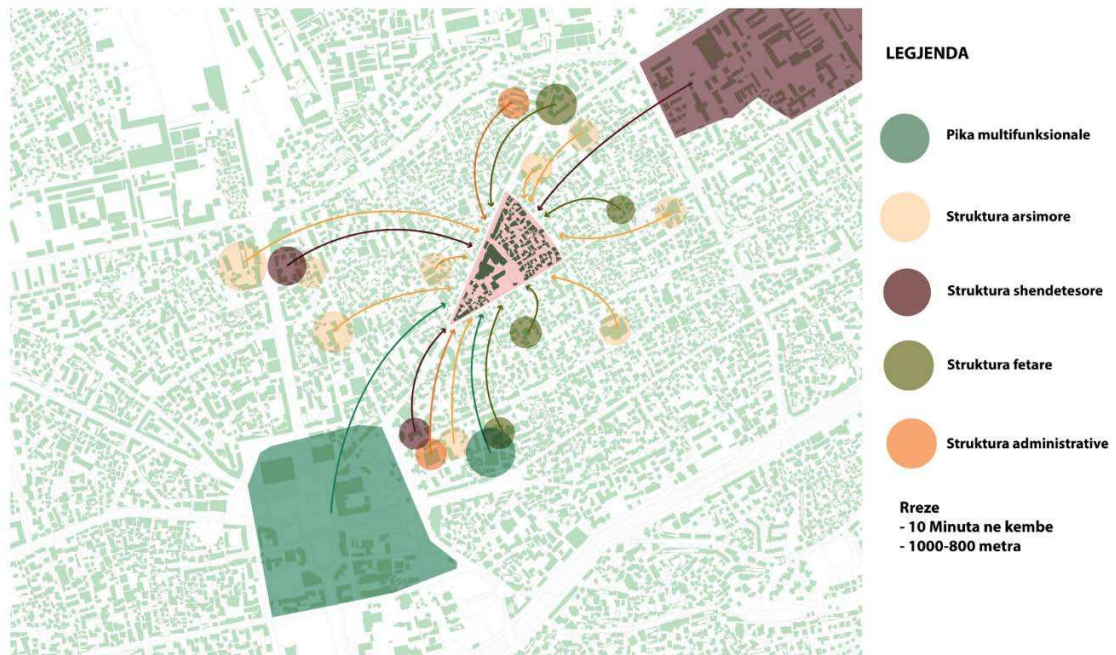 LEGJENDA
Pika multifunksionale
Struktura arsimore
Struktura shendetesore
Struktura fetare
Struktura administrative
Rreze
- 10 Minuta ne kembe
- 1000-800 metra